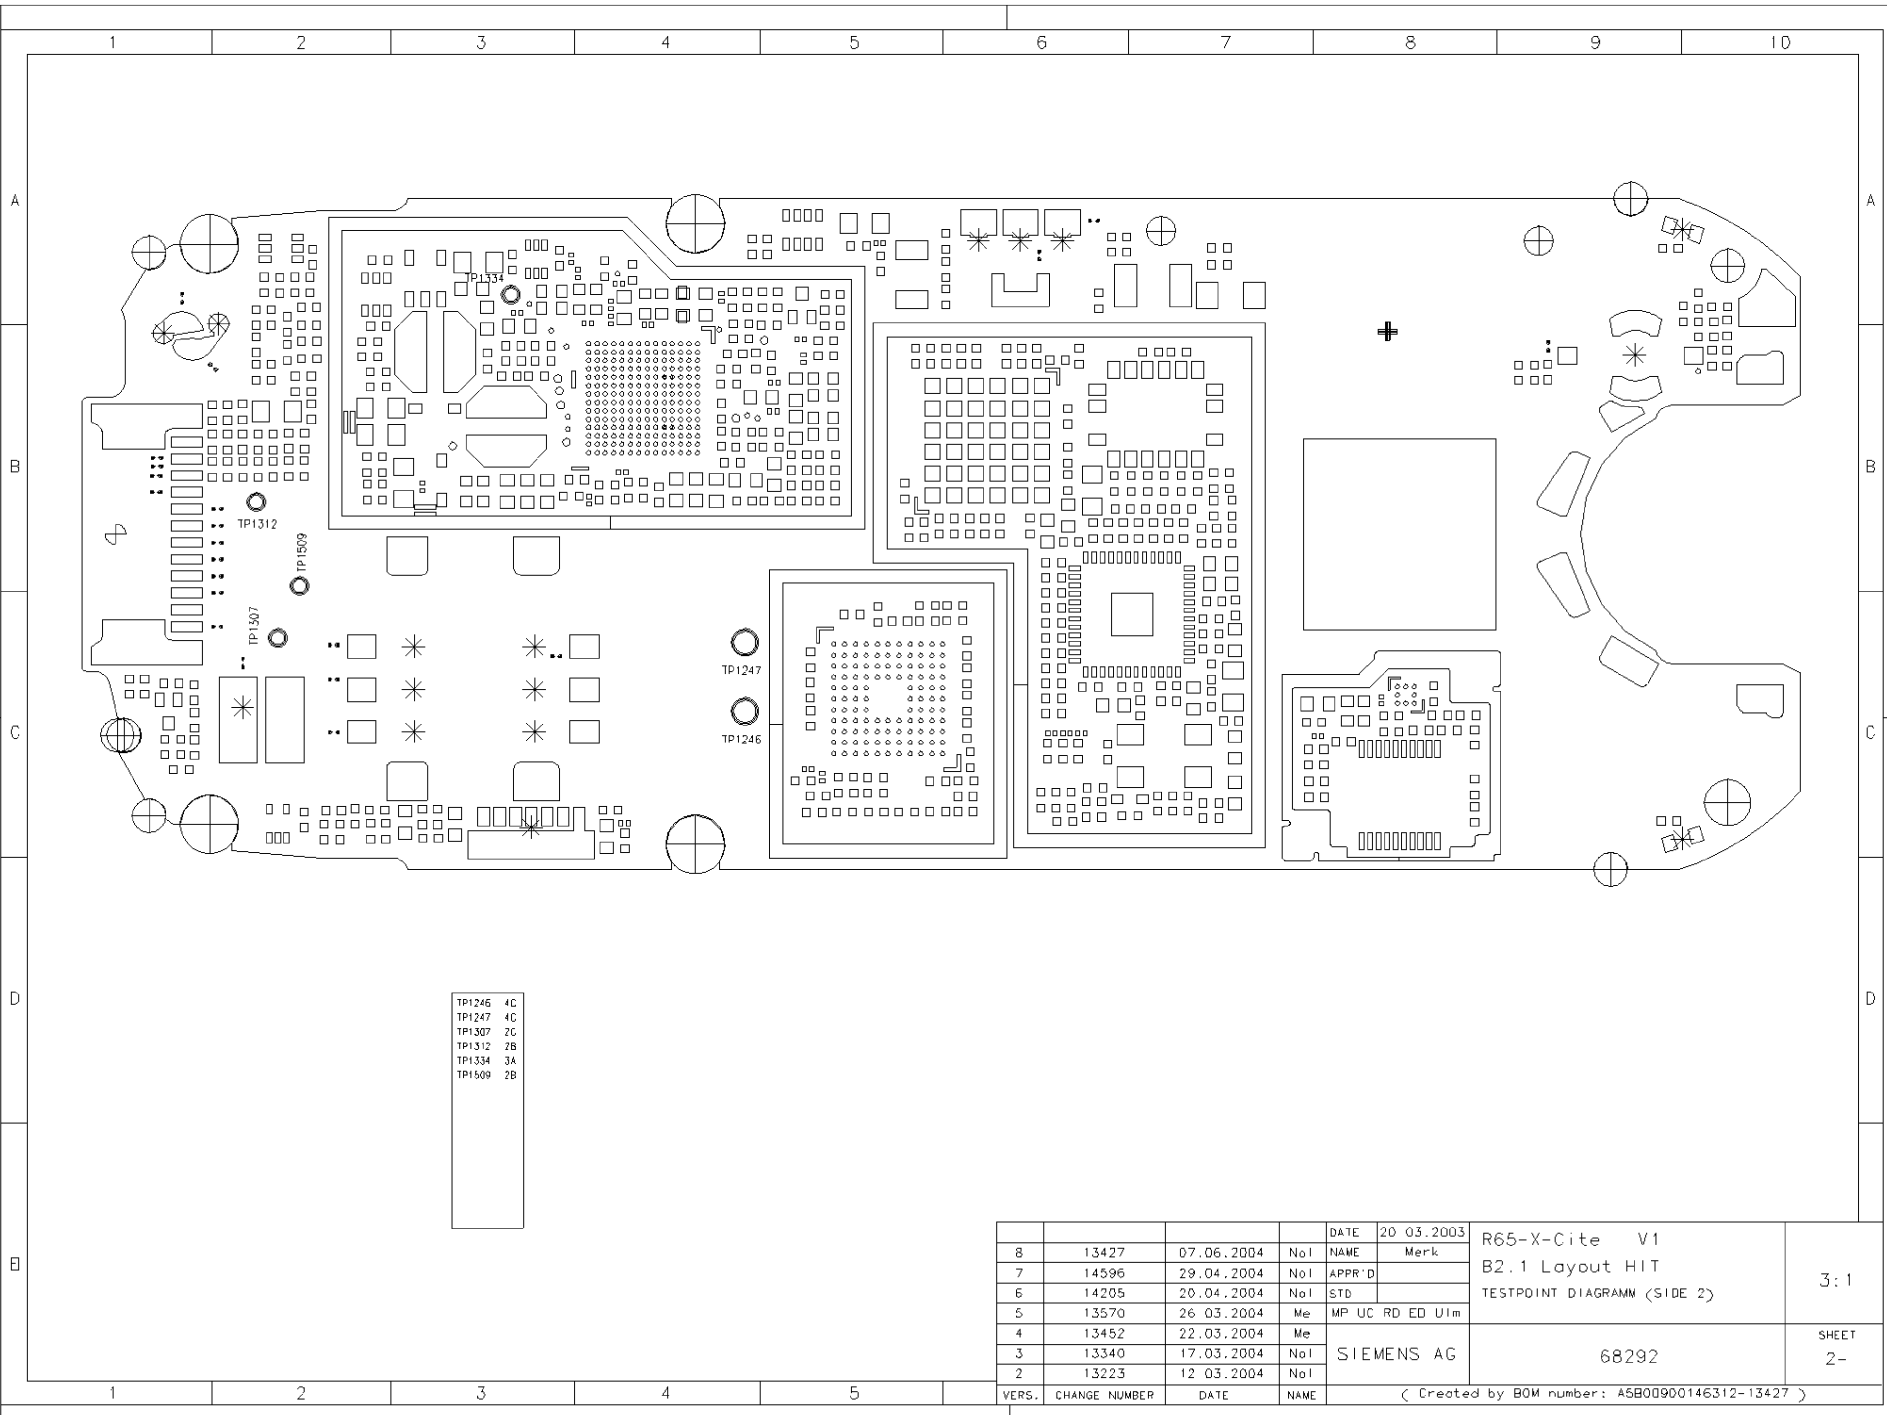 1 2 3 4 5 6 7 8 9 10
A A
TP1334
B B
TP1312
TP1509
TP1307
TP1247
TP1246
C C
D D
TP1246 4C
TP1247 4C
TP1307 2C
TP1312 2B
TP1334 3A
TP1509 2B
E
DATE 20 03.2003
8 13427 07.06.2004 Nol NAME Merk
7 14596 29.04.2004 Nol APPR'D
6 14205 20.04.2004 Nol STD
5 13570 26 03.2004 Me MP UC RD ED Ulm
4 13452 22.03.2004 Me
3 13340 17.03.2004 Nol
2 13223 12 03.2004 Nol
VERS. CHANGE NUMBER DATE NAME
SIEMENS AG
R65-X-Cite V1
B2.1 Layout HIT
TESTPOINT DIAGRAMM (SIDE 2)
3:1
68292
SHEET
2-
( Created by BOM number: A5B00900146312-13427 )
1 2 3 4 5